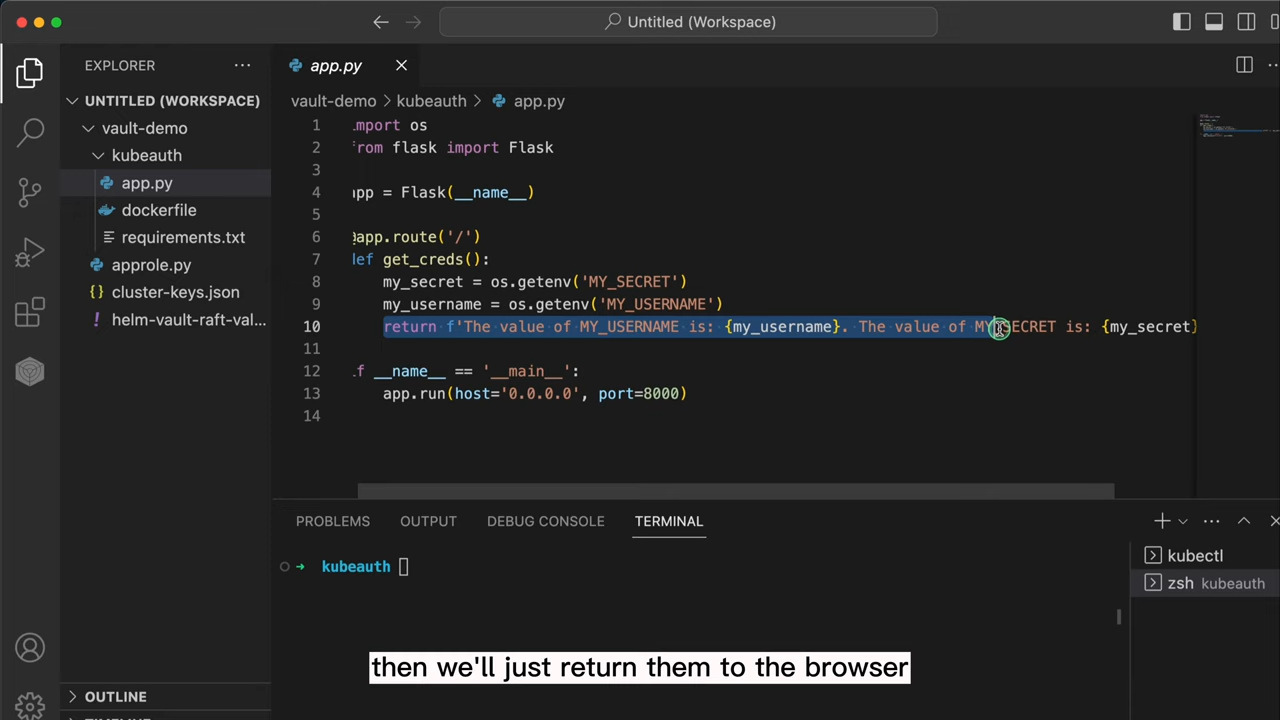 Untitled (Workspace)
EXPLORER
app.py
UNTITLED (WORKSPACE)
vault-demo
kubeauth
app.py
dockerfile
requirements.txt
approle.py
cluster-keys.json
helm-vault-raft-val...
vault-demo > kubeauth > app.py
1 mport os
2 rom flask import Flask
3
4 app = Flask(__name__)
5
6 @app.route('/')
7 ef get_creds():
8 my_secret = os.getenv('MY_SECRET')
9 my_username = os.getenv('MY_USERNAME')
10 return f'The value of MY_USERNAME is: {my_username}. The value of MY_SECRET is: {my_secret}
11
12 f __name__ == '__main__':
13 app.run(host='0.0.0.0', port=8000)
14
PROBLEMS OUTPUT DEBUG CONSOLE TERMINAL
kubeauth
kubectl
zsh kubeauth
then we'll just return them to the browser
OUTLINE